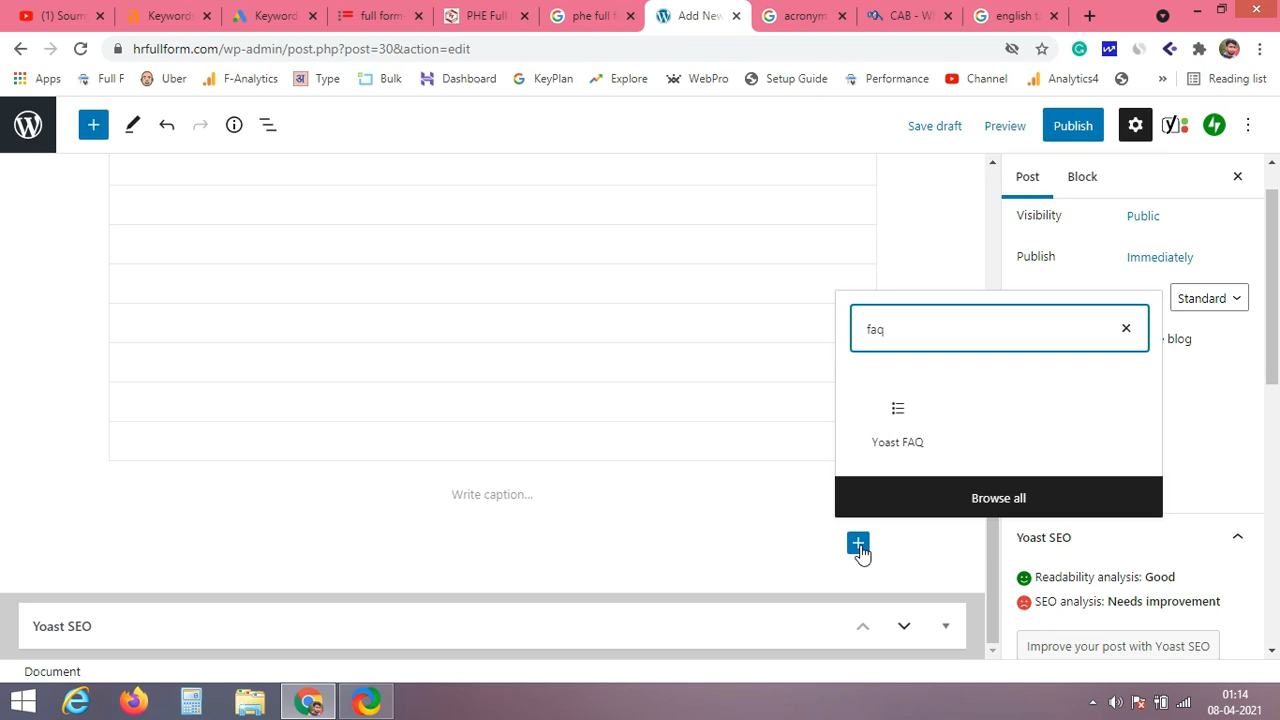 (Sourn
Keyword
Keyword
full form
PHE Full
phe full f
Add New
acronym
CAB - W
english t
hrfullform.com/wp-admin/post.php?post=30&action=edit
Apps
Full F
Uber
F-Analytics
Type
Bulk
Dashboard
KeyPlan
Explore
WebPro
Setup Guide
Performance
Channel
Analytics4
»
Reading list
Save draft
Preview
Publish
Post
Block
Visibility
Public
Publish
Immediately
Standard
blog
faq
Yoast FAQ
Browse all
Write caption...
Yoast SEO
Readability analysis: Good
SEO analysis: Needs improvement
Improve your post with Yoast SEO
Yoast SEO
Document
01:14
08-04-2021